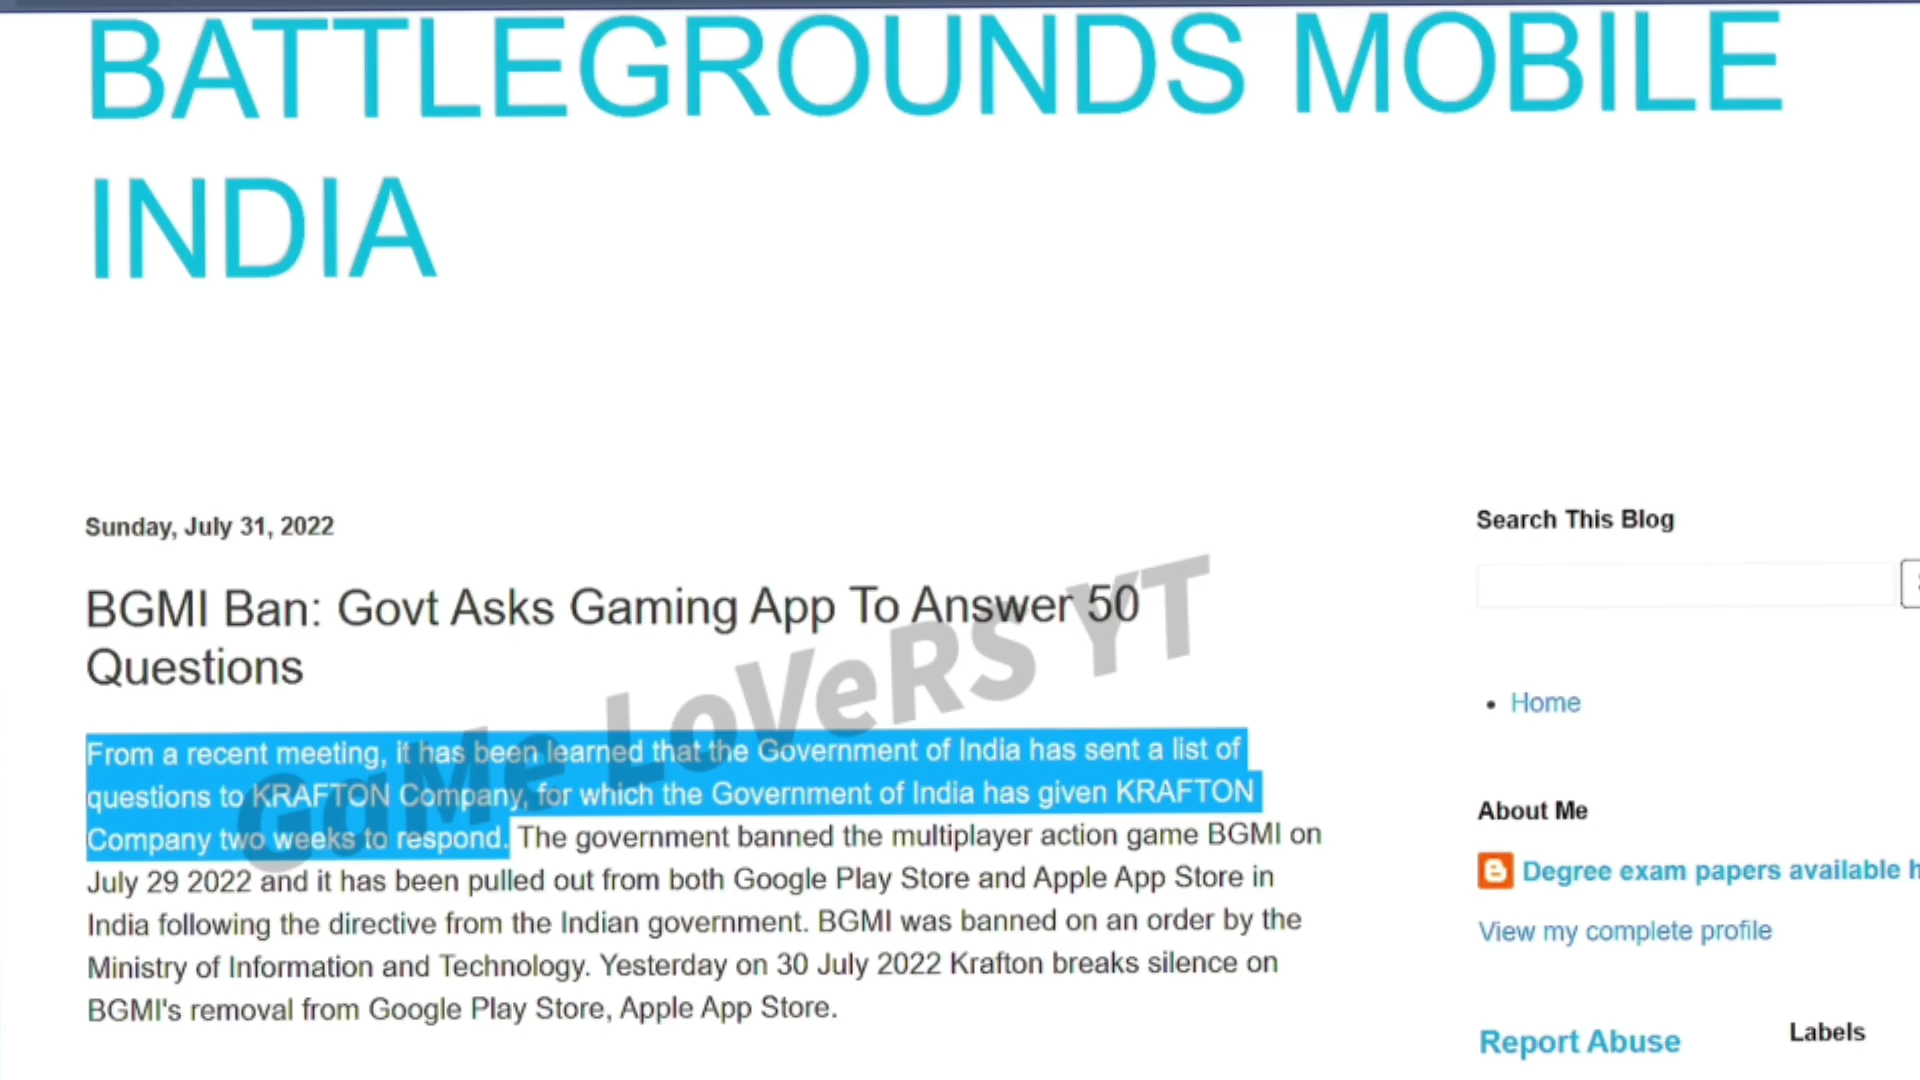 BATTLEGROUNDS MOBILE
INDIA
Sunday, July 31, 2022
BGMI Ban: Govt Asks Gaming App To Answer 50
Questions
From a recent meeting, it has been learned that the Government of India has sent a list of
questions to KRAFTON Company, for which the Government of India has given KRAFTON
Company two weeks to respond. The government banned the multiplayer action game BGMI on
July 29 2022 and it has been pulled out from both Google Play Store and Apple App Store in
India following the directive from the Indian government. BGMI was banned on an order by the
Ministry of Information and Technology. Yesterday on 30 July 2022 Krafton breaks silence on
BGMI's removal from Google Play Store, Apple App Store.
GaMe LoVeRS YT
Search This Blog
Home
About Me
Degree exam papers available
View my complete profile
Report Abuse
Labels